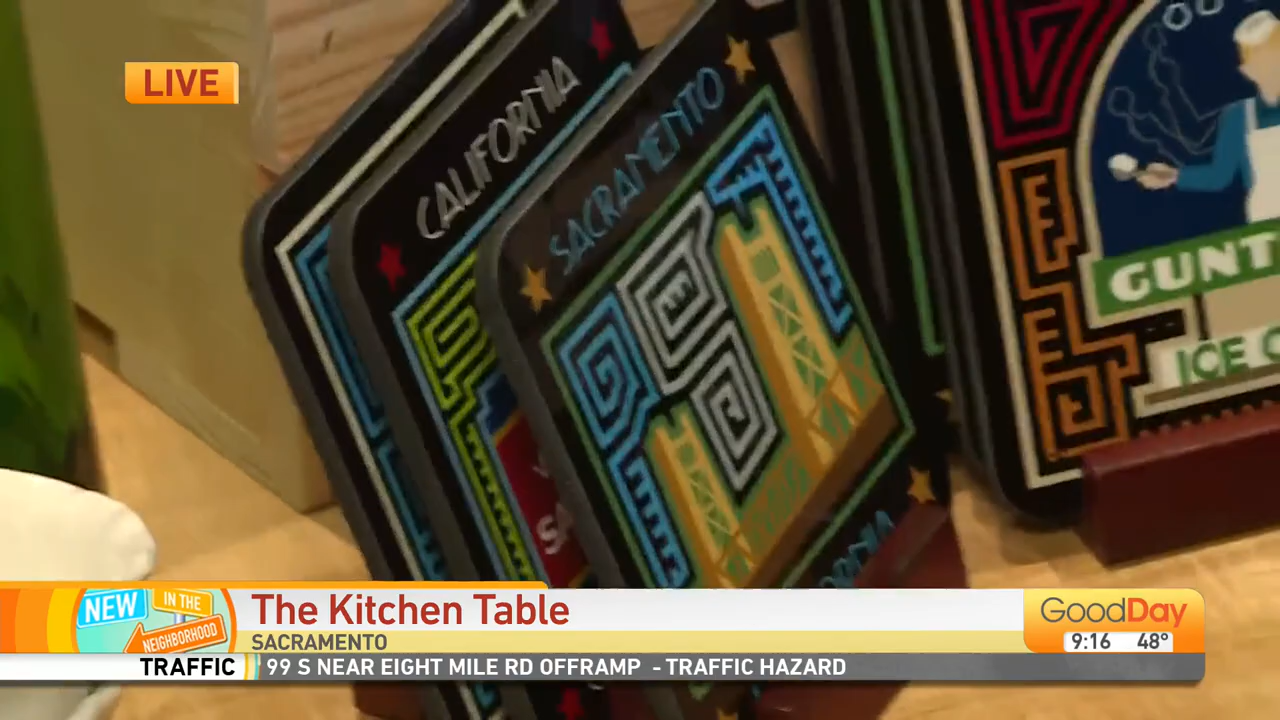 LIVE
CALIFORNIA
SACRAMENTO
GUNT
ICE
NEW
IN THE
NEIGHBORHOOD
The Kitchen Table
SACRAMENTO
GoodDay
9:16 48°
TRAFFIC 99 S NEAR EIGHT MILE RD OFFRAMP - TRAFFIC HAZARD